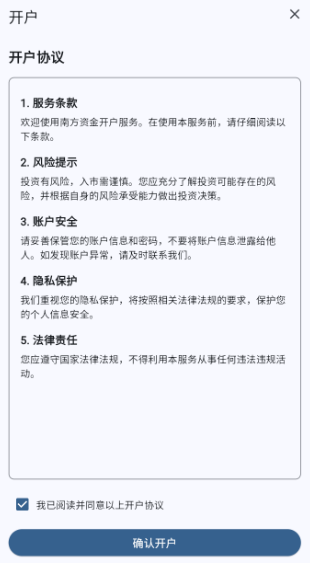 开户
开户协议
1. 服务条款
欢迎使用南方资金开户服务。在使用本服务前，请仔细阅读以
下条款。
2. 风险提示
投资有风险，入市需谨慎。您应充分了解投资可能存在的风
险，并根据自身的风险承受能力做出投资决策。
3. 账户安全
请妥善保管您的账户信息和密码，不要将账户信息泄露给他
人。如发现账户异常，请及时联系我们。
4. 隐私保护
我们重视您的隐私保护，将按照相关法律法规的要求，保护您
的个人信息安全。
5. 法律责任
您应遵守国家法律法规，不得利用本服务从事任何违法违规活
动。
我已阅读并同意以上开户协议
确认开户